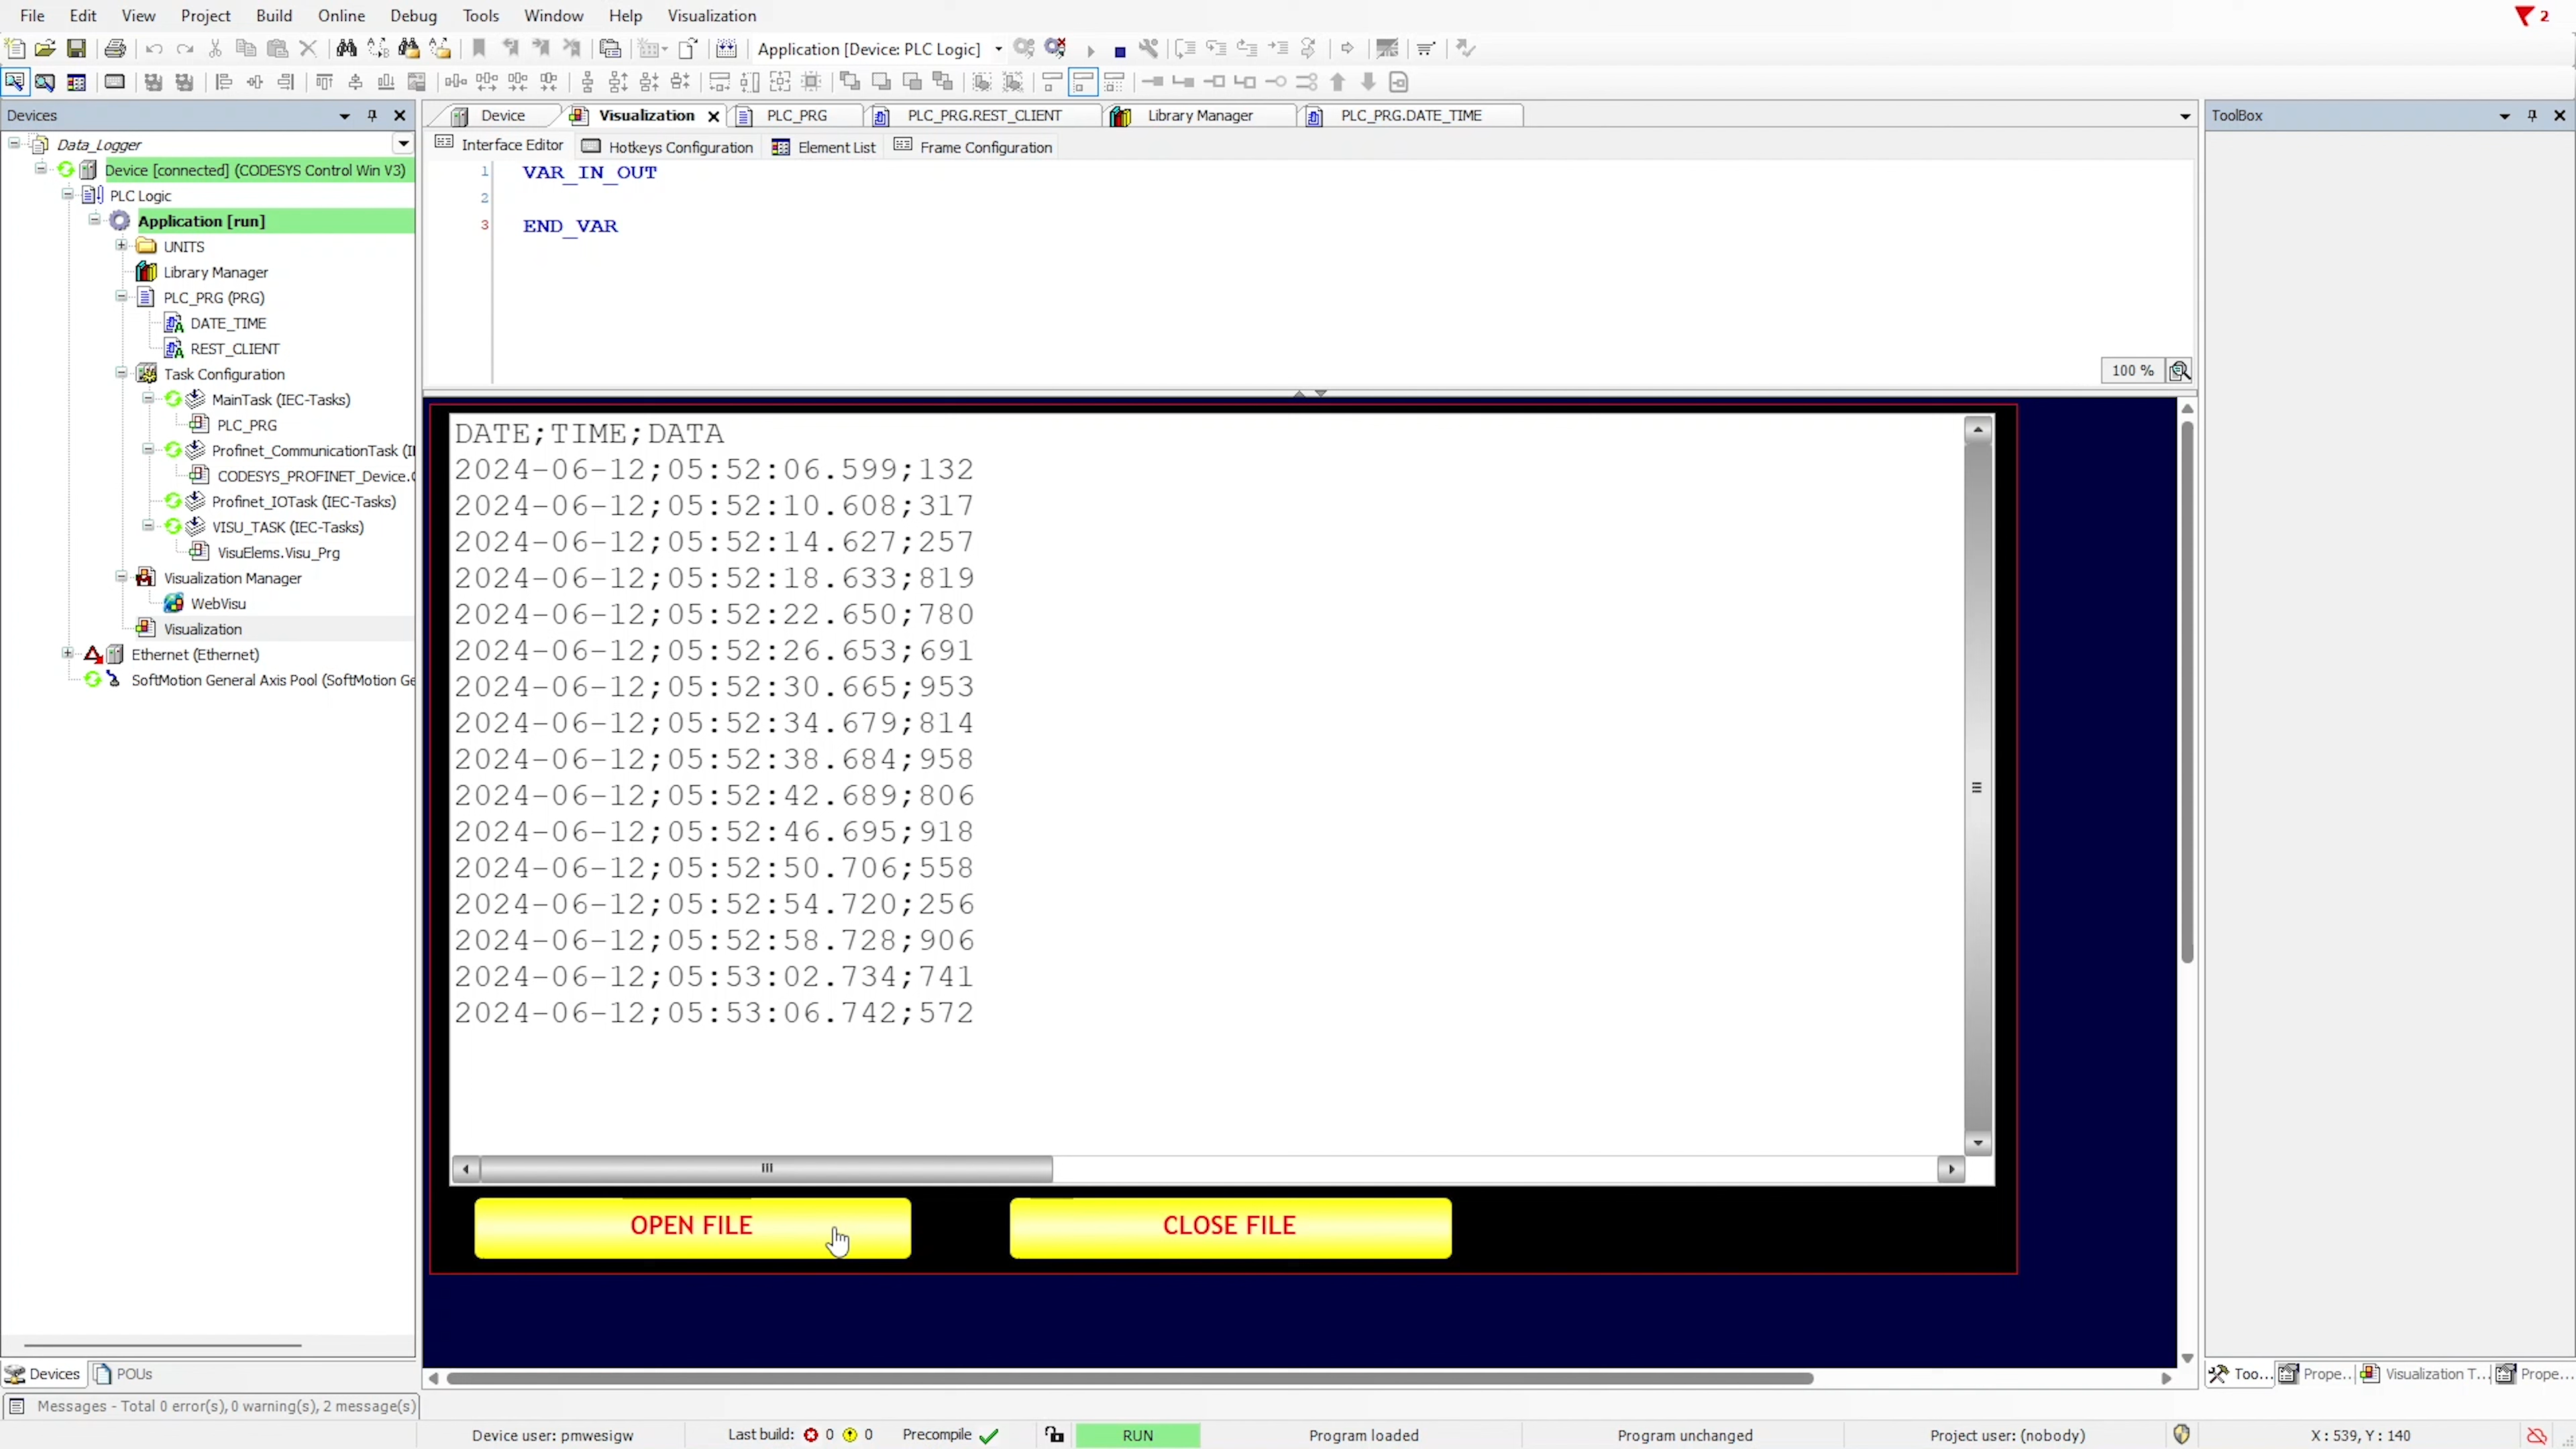 File Edit View Project Build Online Debug Tools Window Help Visualization
2
Application [Device: PLC Logic]
Devices
Data_Logger
Device [connected] (CODESYS Control Win V3)
PLC Logic
Application [run]
UNITS
Library Manager
PLC_PRG (PRG)
DATE_TIME
REST_CLIENT
Task Configuration
MainTask (IEC-Tasks)
PLC_PRG
Profinet_CommunicationTask (I
CODESYS_PROFINET_Device.C
Profinet_IOTask (IEC-Tasks)
VISU_TASK (IEC-Tasks)
VisuElems.Visu_Prg
Visualization Manager
WebVisu
Visualization
Ethernet (Ethernet)
SoftMotion General Axis Pool (SoftMotion Ge
Devices POUs
Device Visualization PLC_PRG PLC_PRG.REST_CLIENT Library Manager PLC_PRG.DATE_TIME
Interface Editor Hotkeys Configuration Element List Frame Configuration
1 VAR_IN_OUT
2
3 END_VAR
100 %
DATE;TIME;DATA
2024-06-12;05:52:06.599;132
2024-06-12;05:52:10.608;317
2024-06-12;05:52:14.627;257
2024-06-12;05:52:18.633;819
2024-06-12;05:52:22.650;780
2024-06-12;05:52:26.653;691
2024-06-12;05:52:30.665;953
2024-06-12;05:52:34.679;814
2024-06-12;05:52:38.684;958
2024-06-12;05:52:42.689;806
2024-06-12;05:52:46.695;918
2024-06-12;05:52:50.706;558
2024-06-12;05:52:54.720;256
2024-06-12;05:52:58.728;906
2024-06-12;05:53:02.734;741
2024-06-12;05:53:06.742;572
OPEN FILE CLOSE FILE
ToolBox
Too... Prope... Visualization T... Prope...
Messages - Total 0 error(s), 0 warning(s), 2 message(s)
Device user: pmwesigw Last build: 0 0 Precompile RUN Program loaded Program unchanged Project user: (nobody) X : 539, Y : 140